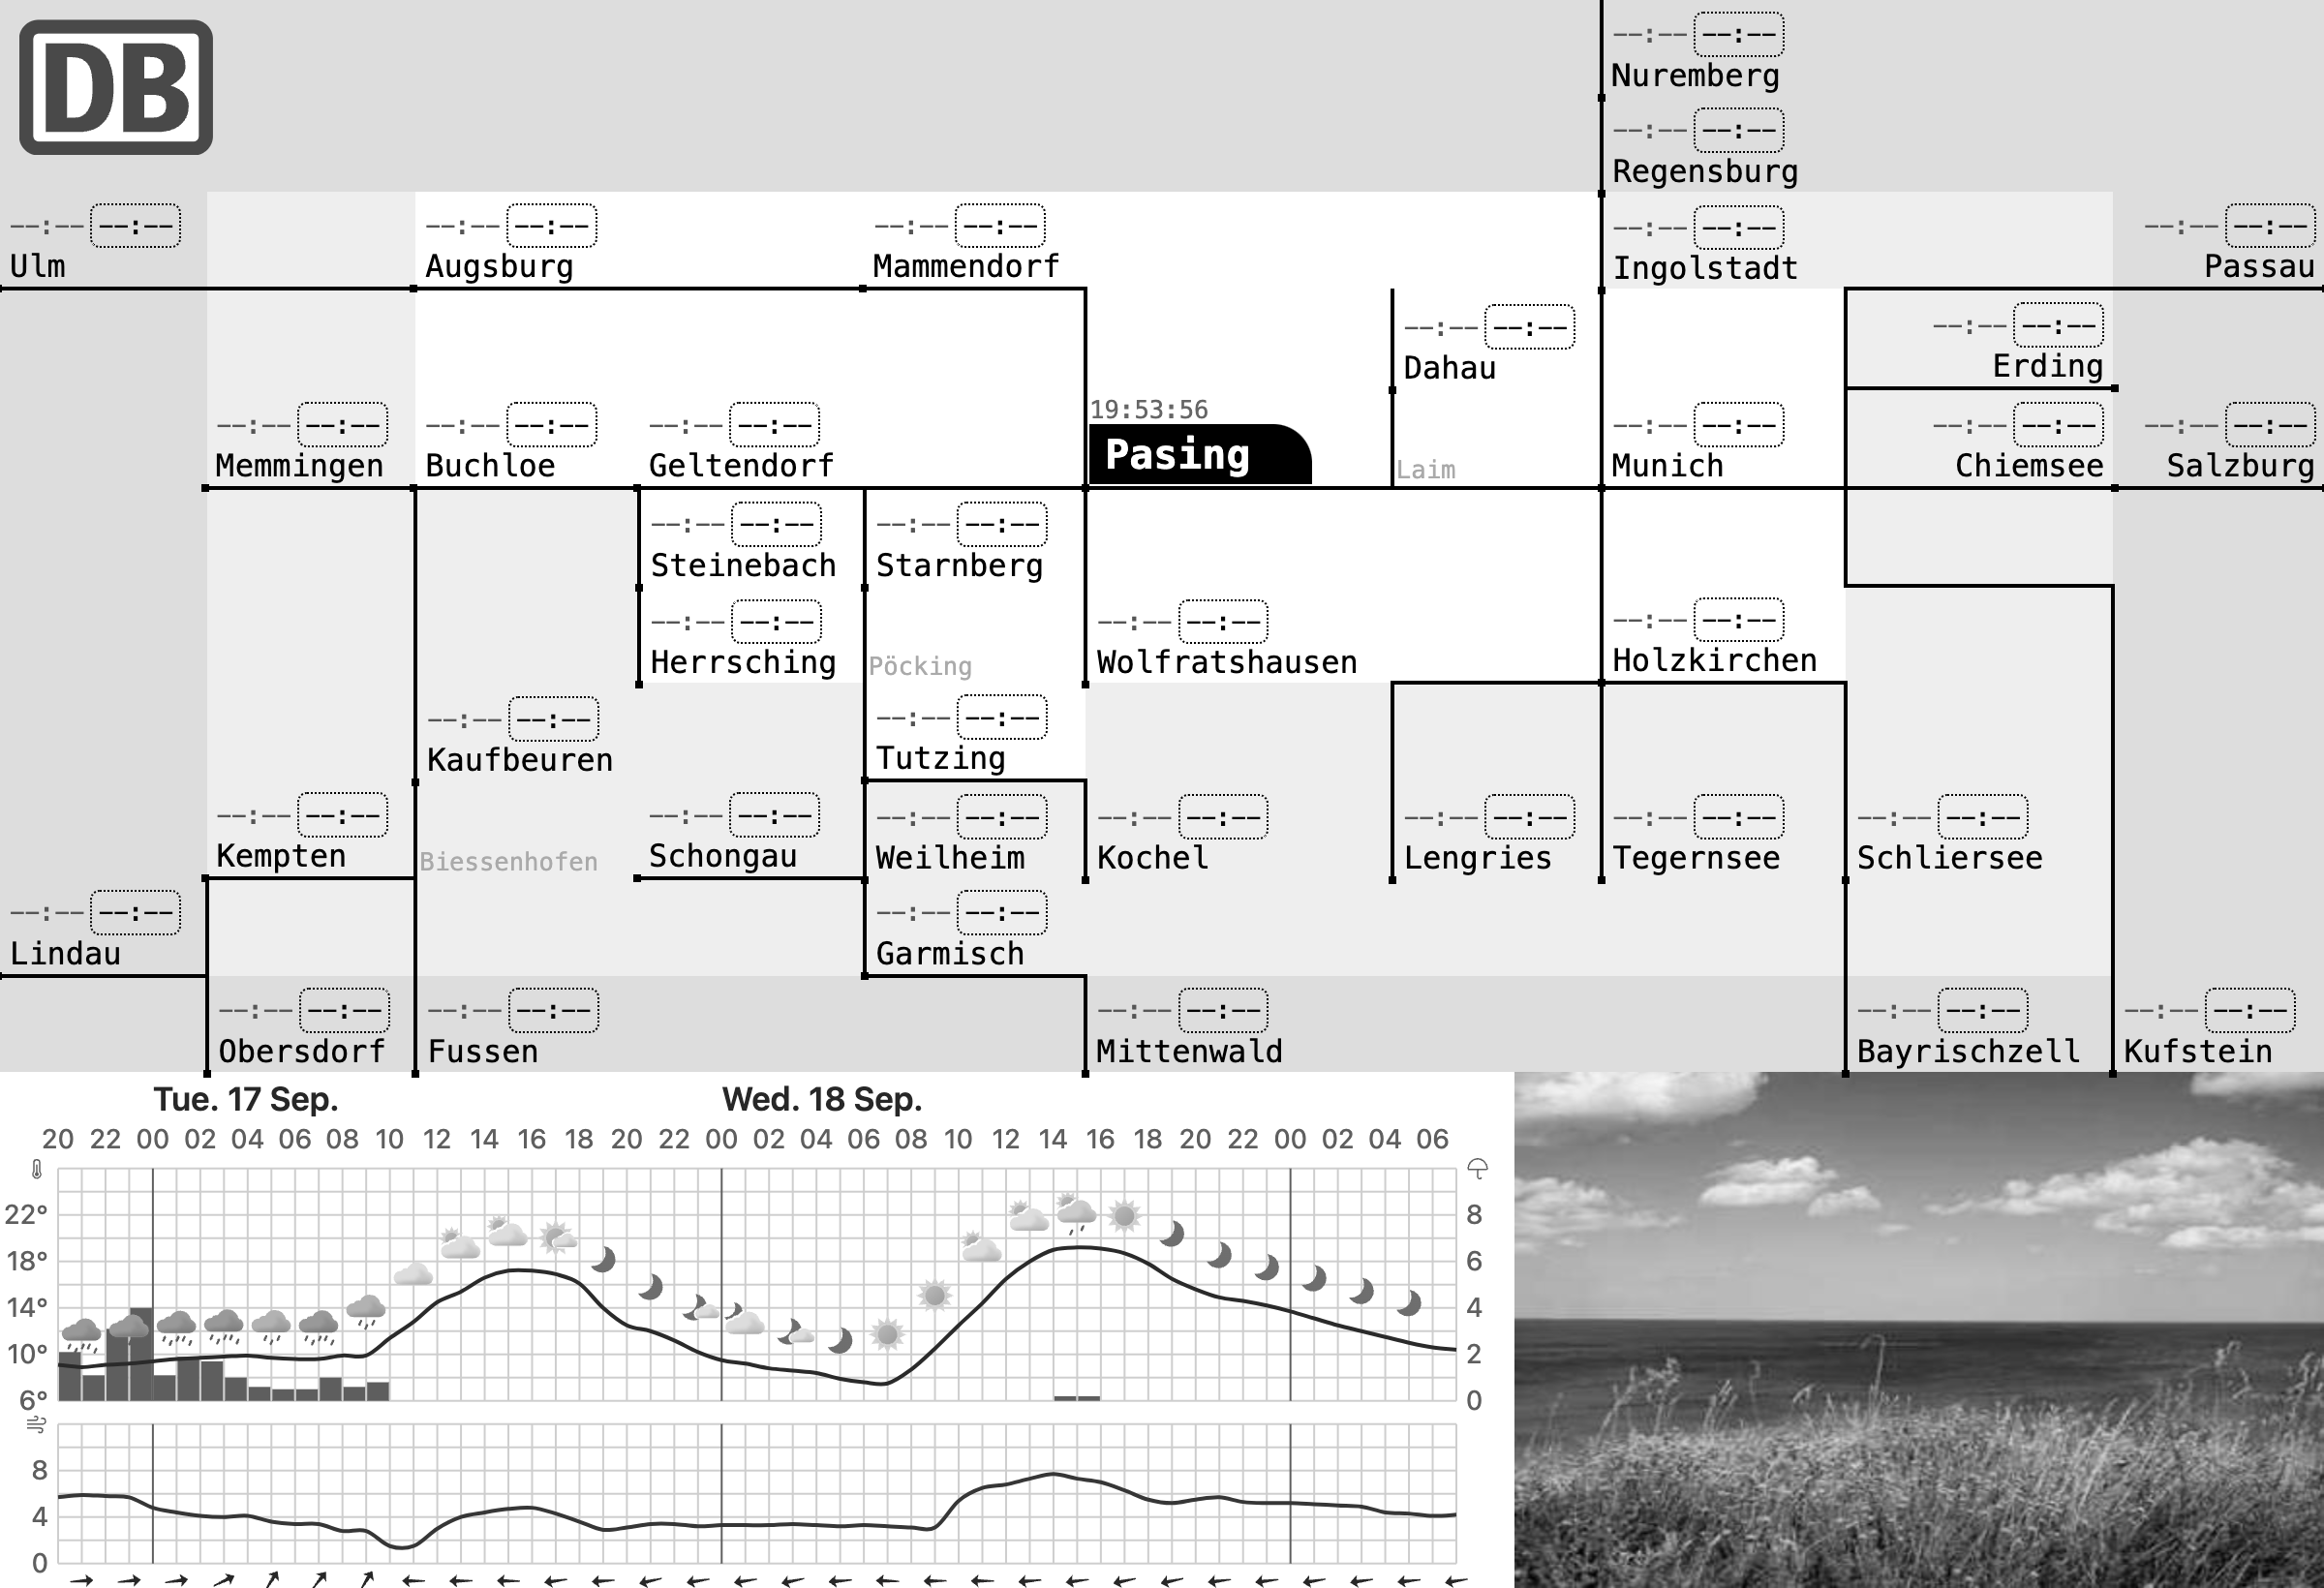 DB
--:-- --:--
Nuremberg
--:-- --:--
Regensburg
--:-- --:--
Ulm
--:-- --:--
Augsburg
--:-- --:--
Mammendorf
--:-- --:--
Ingolstadt
--:-- --:--
Passau
--:-- --:--
Dahau
--:-- --:--
Erding
--:-- --:--
Memmingen
--:-- --:--
Buchloe
--:-- --:--
Geltendorf
19:53:56
Pasing
Laim
--:-- --:--
Munich
--:-- --:--
Chiemsee
--:-- --:--
Salzburg
--:-- --:--
Steinebach
--:-- --:--
Starnberg
--:-- --:--
Herrsching
Pöcking
--:-- --:--
Wolfratshausen
--:-- --:--
Holzkirchen
--:-- --:--
Kaufbeuren
--:-- --:--
Tutzing
--:-- --:--
Kempten
Biessenhofen
--:-- --:--
Schongau
--:-- --:--
Weilheim
--:-- --:--
Kochel
--:-- --:--
Lengries
--:-- --:--
Tegernsee
--:-- --:--
Schliersee
--:-- --:--
Lindau
--:-- --:--
Garmisch
--:-- --:--
Obersdorf
--:-- --:--
Fussen
--:-- --:--
Mittenwald
--:-- --:--
Bayrischzell
--:-- --:--
Kufstein
Tue. 17 Sep. Wed. 18 Sep.
20 22 00 02 04 06 08 10 12 14 16 18 20 22 00 02 04 06 08 10 12 14 16 18 20 22 00 02 04 06
22° 8
18° 6
14° 4
10° 2
6° 0
8
4
0